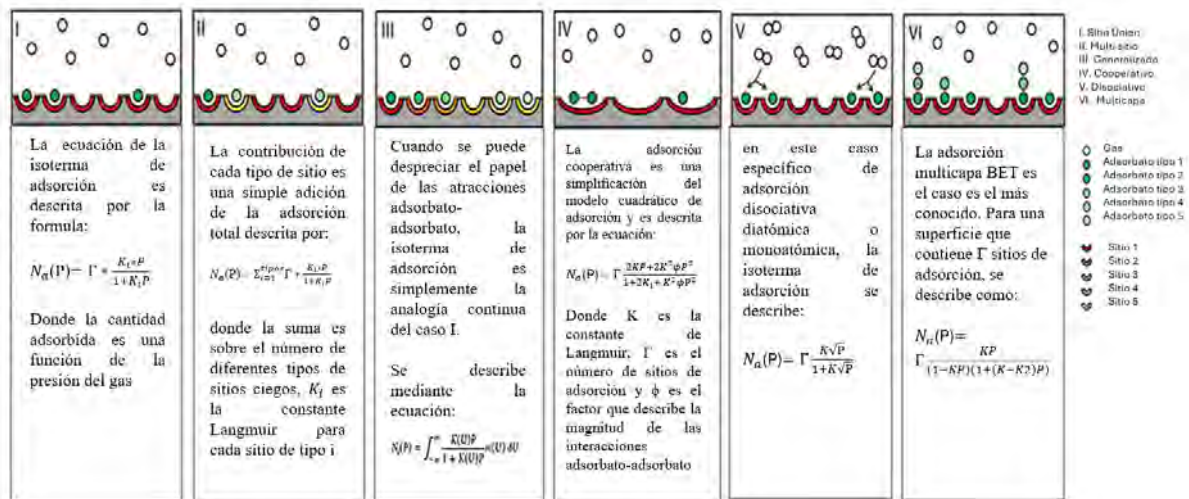 I
La ecuación de la
isoterma de
adsorción es
descrita por la
formula:
Nₐ(P) = Γ * K₁*P / 1+K₁P
Donde la cantidad
adsorbida es una
función de la
presión del gas
II
La contribución de
cada tipo de sitio es
una simple adición
de la adsorción
total descrita por:
donde la suma es
sobre el número de
diferentes tipos de
sitios ciegos, Kᵢ es
la constante
Langmuir para
cada sitio de tipo i
III
Cuando se puede
despreciar el papel
de las atracciones
adsorbato-
adsorbato, la
isoterma de
adsorción es
simplemente la
analogía continua
del caso I.
Se describe
mediante la
ecuación:
IV
La adsorción
cooperativa es una
simplificación del
modelo cuadrático de
adsorción y es descrita
por la ecuación:
Donde K es la
constante de
Langmuir, Γ es el
número de sitios de
adsorción y ϕ es el
factor que describe la
magnitud de las
interacciones
adsorbato-adsorbato
V
en este caso
específico de
adsorción
disociativa
diatómica o
monoatómica, la
isoterma de
adsorción se
describe:
Nₐ(P)= Γ K√P / 1+K√P
VI
La adsorción
multicapa BET es
el caso es el más
conocido. Para una
superficie que
contiene Γ sitios de
adsorción, se
describe como:
Nₐ(P)=
Γ KP / (1−KP)(1+(K−K2)P)
I. Sitio Union
II. Multi-sitio
III. Generalizado
IV. Cooperativo
V. Disociativo
VI. Multicapa
Gas
Adsorbato tipo 1
Adsorbato tipo 2
Adsorbato tipo 3
Adsorbato tipo 4
Adsorbato tipo 5
Sitio 1
Sitio 2
Sitio 3
Sitio 4
Sitio 5